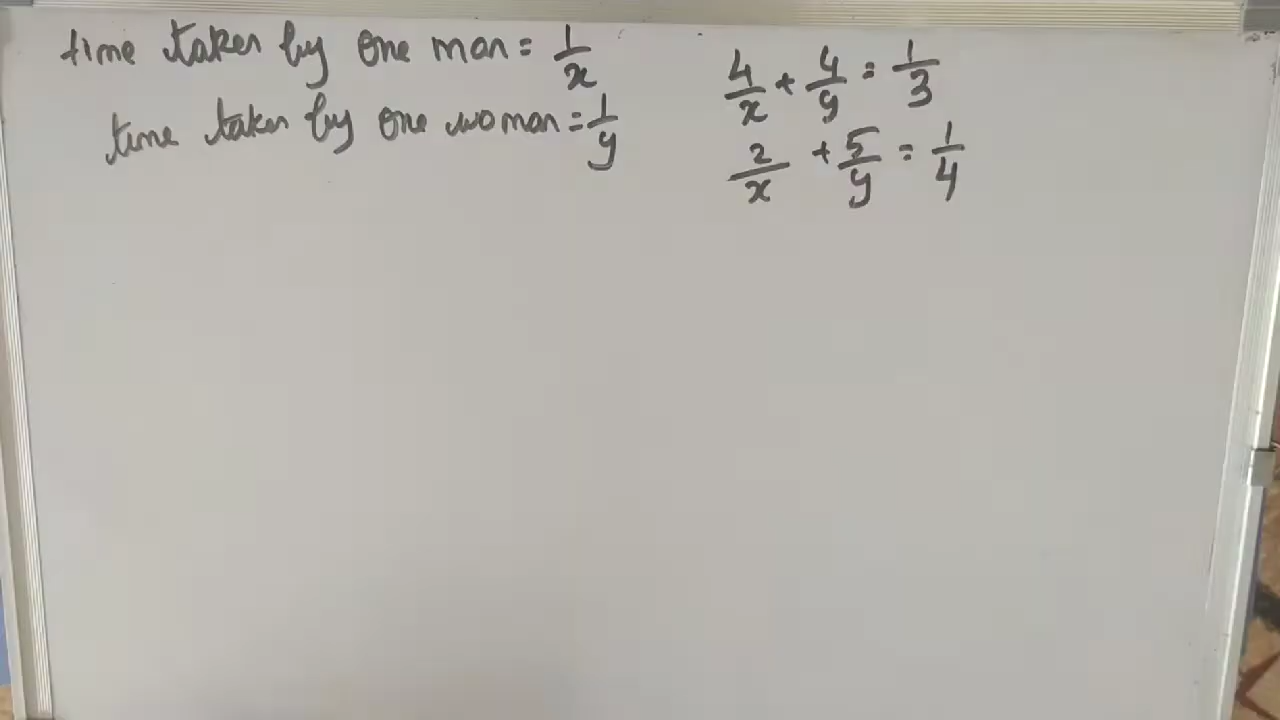 time taken by one man = 1/x
time taken by one woman = 1/y
4/x + 4/y = 1/3
2/x + 5/y = 1/4